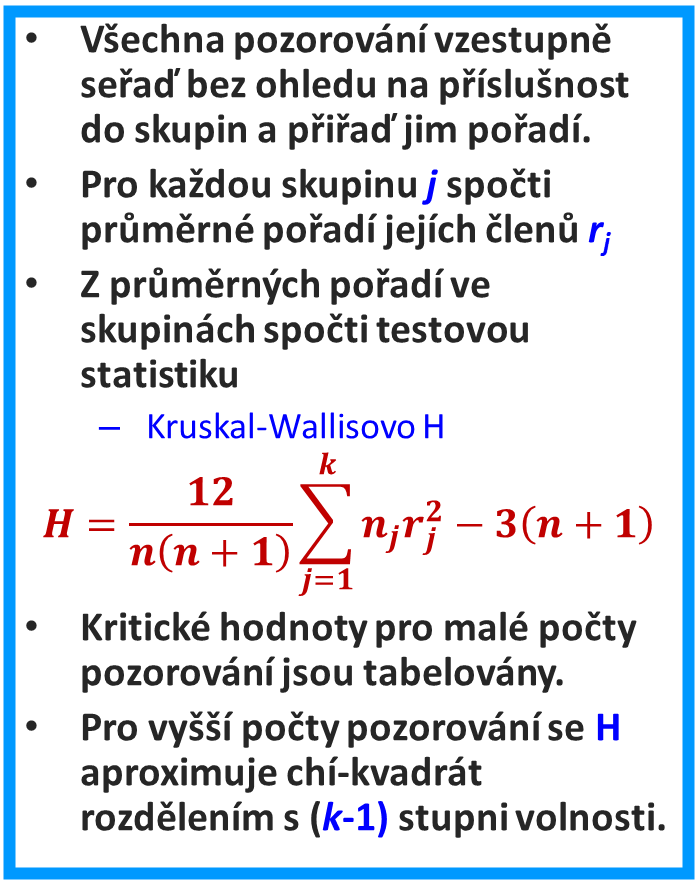 • Všechna pozorování vzestupně
seřaď bez ohledu na příslušnost
do skupin a přiřaď jim pořadí.
• Pro každou skupinu j spočti
průměrné pořadí jejích členů rⱼ
• Z průměrných pořadí ve
skupinách spočti testovou
statistiku
– Kruskal-Wallisovo H
H = \frac{12}{n(n + 1)} \sum_{j=1}^{k} n_j r_j^2 − 3(n + 1)
• Kritické hodnoty pro malé počty
pozorování jsou tabelovány.
• Pro vyšší počty pozorování se H
aproximuje chí-kvadrát
rozdělením s (k-1) stupni volnosti.